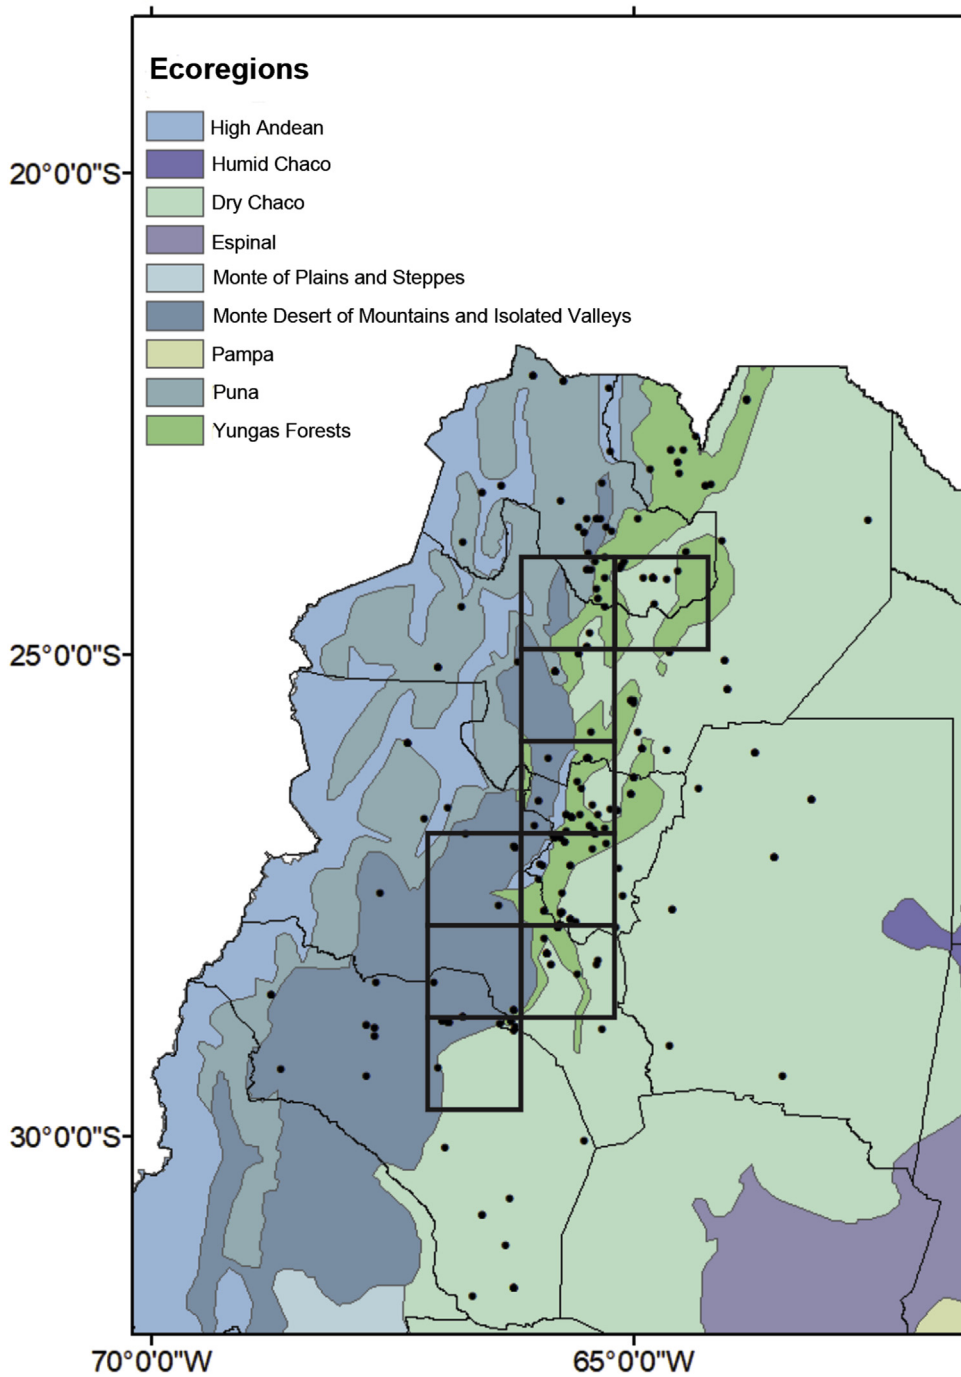 Ecoregions
High Andean
Humid Chaco
20°0'0"S
Dry Chaco
Espinal
Monte of Plains and Steppes
Monte Desert of Mountains and Isolated Valleys
Pampa
Puna
Yungas Forests
25°0'0"S
30°0'0"S
70°0'0"W
65°0'0"W